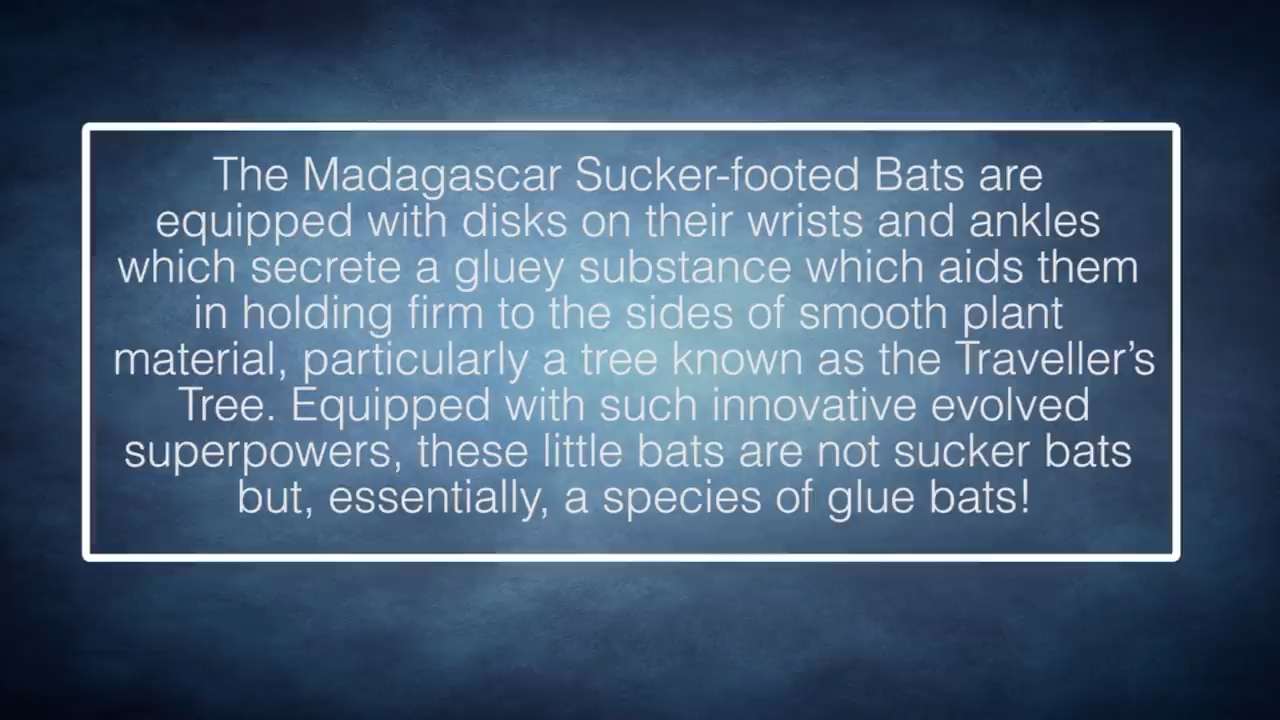 The Madagascar Sucker-footed Bats are
equipped with disks on their wrists and ankles
which secrete a gluey substance which aids them
in holding firm to the sides of smooth plant
material, particularly a tree known as the Traveller’s
Tree. Equipped with such innovative evolved
superpowers, these little bats are not sucker bats
but, essentially, a species of glue bats!